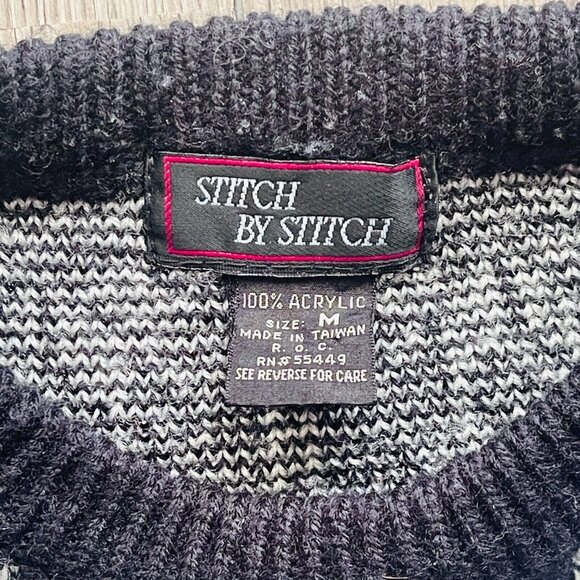 STITCH
BY STITCH
100% ACRYLIC
SIZE: M
MADE IN TAIWAN
R. O. C.
RN# 55449
SEE REVERSE FOR CARE